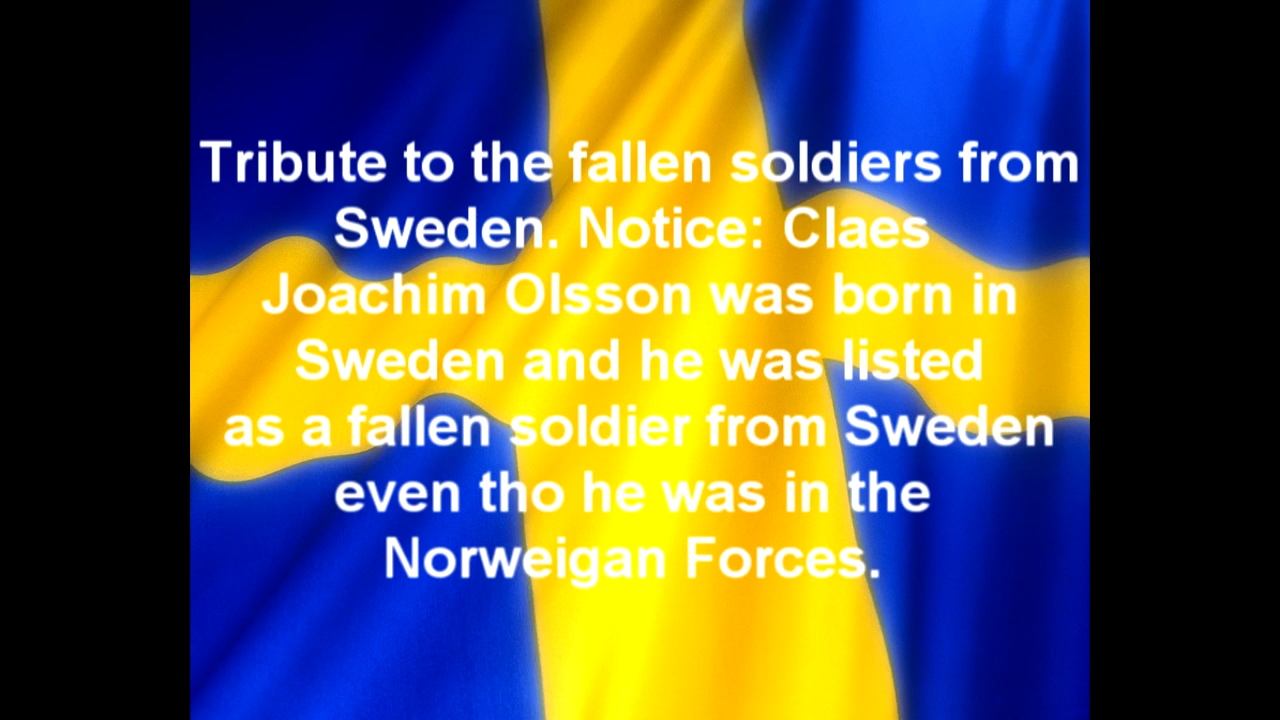 Tribute to the fallen soldiers from
Sweden. Notice: Claes
Joachim Olsson was born in
Sweden and he was listed
as a fallen soldier from Sweden
even tho he was in the
Norweigan Forces.